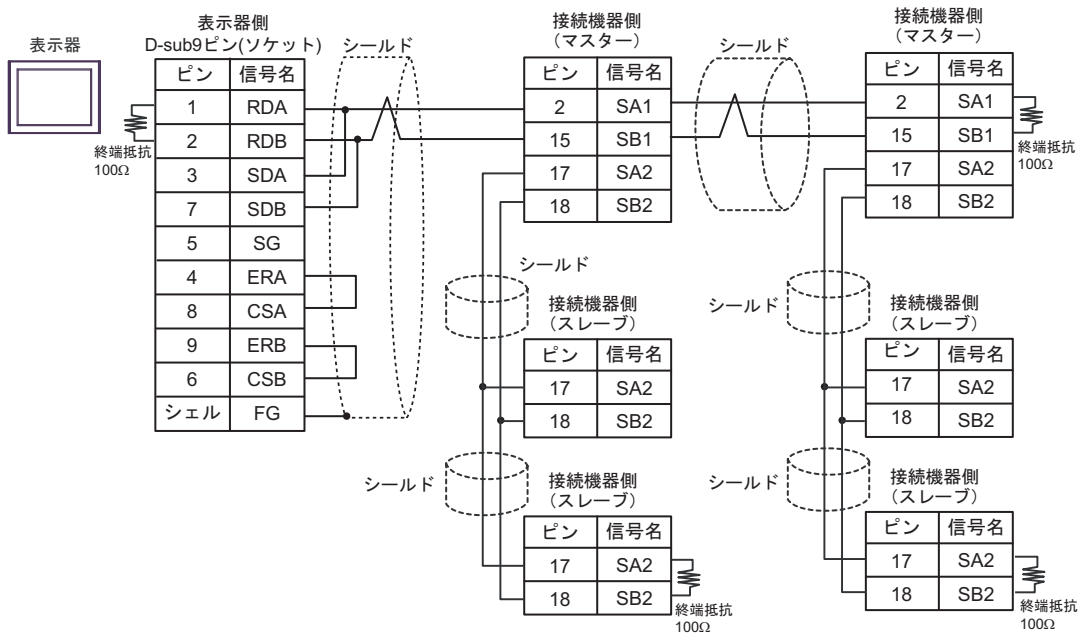 表示器
表示器側
D-sub9ピン(ソケット)
シールド
ピン 信号名
1 RDA
2 RDB
3 SDA
7 SDB
5 SG
4 ERA
8 CSA
9 ERB
6 CSB
シェル FG
終端抵抗
100Ω
接続機器側
（マスター）
ピン 信号名
2 SA1
15 SB1
17 SA2
18 SB2
シールド
接続機器側
（マスター）
ピン 信号名
2 SA1
15 SB1
17 SA2
18 SB2
終端抵抗
100Ω
シールド
接続機器側
（スレーブ）
ピン 信号名
17 SA2
18 SB2
シールド
接続機器側
（スレーブ）
ピン 信号名
17 SA2
18 SB2
シールド
接続機器側
（スレーブ）
ピン 信号名
17 SA2
18 SB2
終端抵抗
100Ω
シールド
接続機器側
（スレーブ）
ピン 信号名
17 SA2
18 SB2
終端抵抗
100Ω